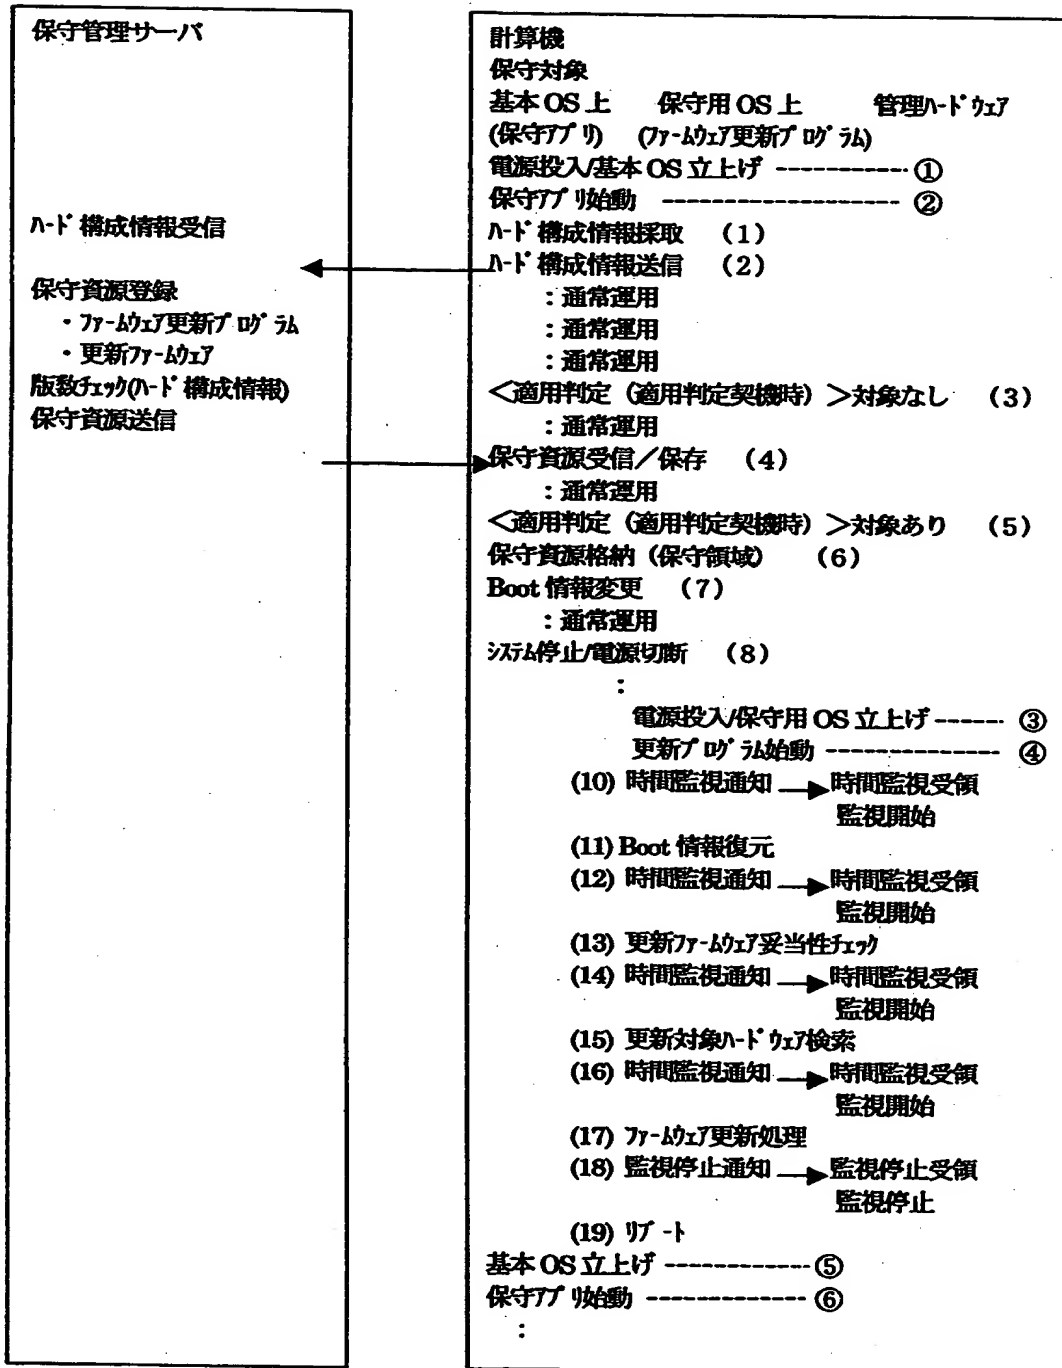 保守管理サーバ
ハード構成情報受信
保守資源登録
・ファームウェア更新プログラム
・更新ファームウェア
版数チェック(ハード構成情報)
保守資源送信
計算機
保守対象
基本OS上 保守用OS上 管理ハードウェア
(保守アプリ) (ファームウェア更新プログラム)
電源投入/基本OS立上げ ------------ ①
保守アプリ始動 --------------------- ②
ハード構成情報採取 (1)
ハード構成情報送信 (2)
:通常運用
:通常運用
:通常運用
<適用判定(適用判定契機時)>対象なし (3)
:通常運用
保守資源受信/保存 (4)
:通常運用
<適用判定(適用判定契機時)>対象あり (5)
保守資源格納(保守領域) (6)
Boot情報変更 (7)
:通常運用
システム停止/電源切断 (8)
:
電源投入/保守用OS立上げ ------ ③
更新プログラム始動 --------------- ④
(10) 時間監視通知 → 時間監視受領
監視開始
(11) Boot情報復元
(12) 時間監視通知 → 時間監視受領
監視開始
(13) 更新ファームウェア妥当性チェック
(14) 時間監視通知 → 時間監視受領
監視開始
(15) 更新対象ハードウェア検索
(16) 時間監視通知 → 時間監視受領
監視開始
(17) ファームウェア更新処理
(18) 監視停止通知 → 監視停止受領
監視停止
(19) リブート
基本OS立上げ ------------- ⑤
保守アプリ始動 -------------- ⑥
: